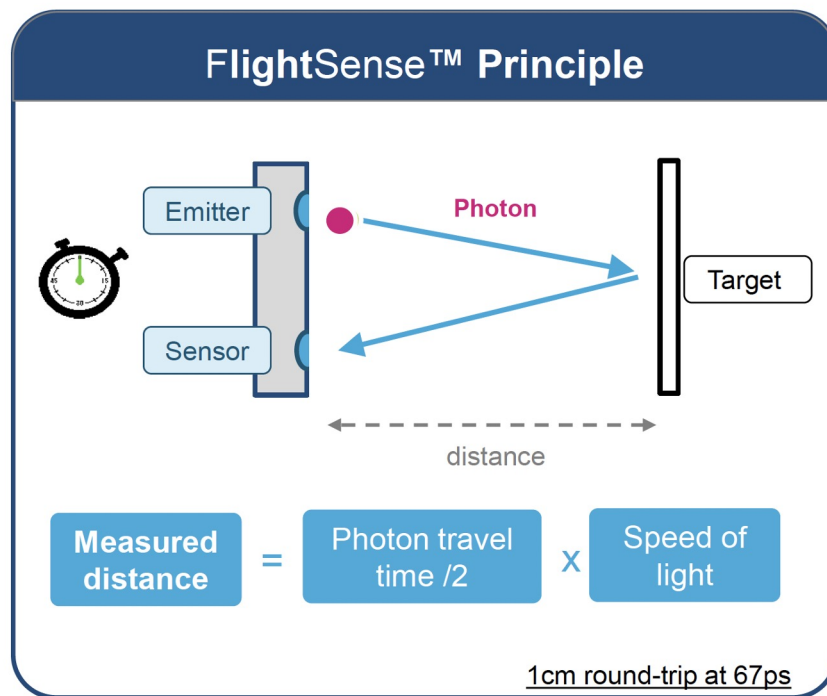 FlightSense™ Principle
Emitter
Photon
Target
Sensor
distance
Measured
distance
=
Photon travel
time /2
x
Speed of
light
1cm round-trip at 67ps